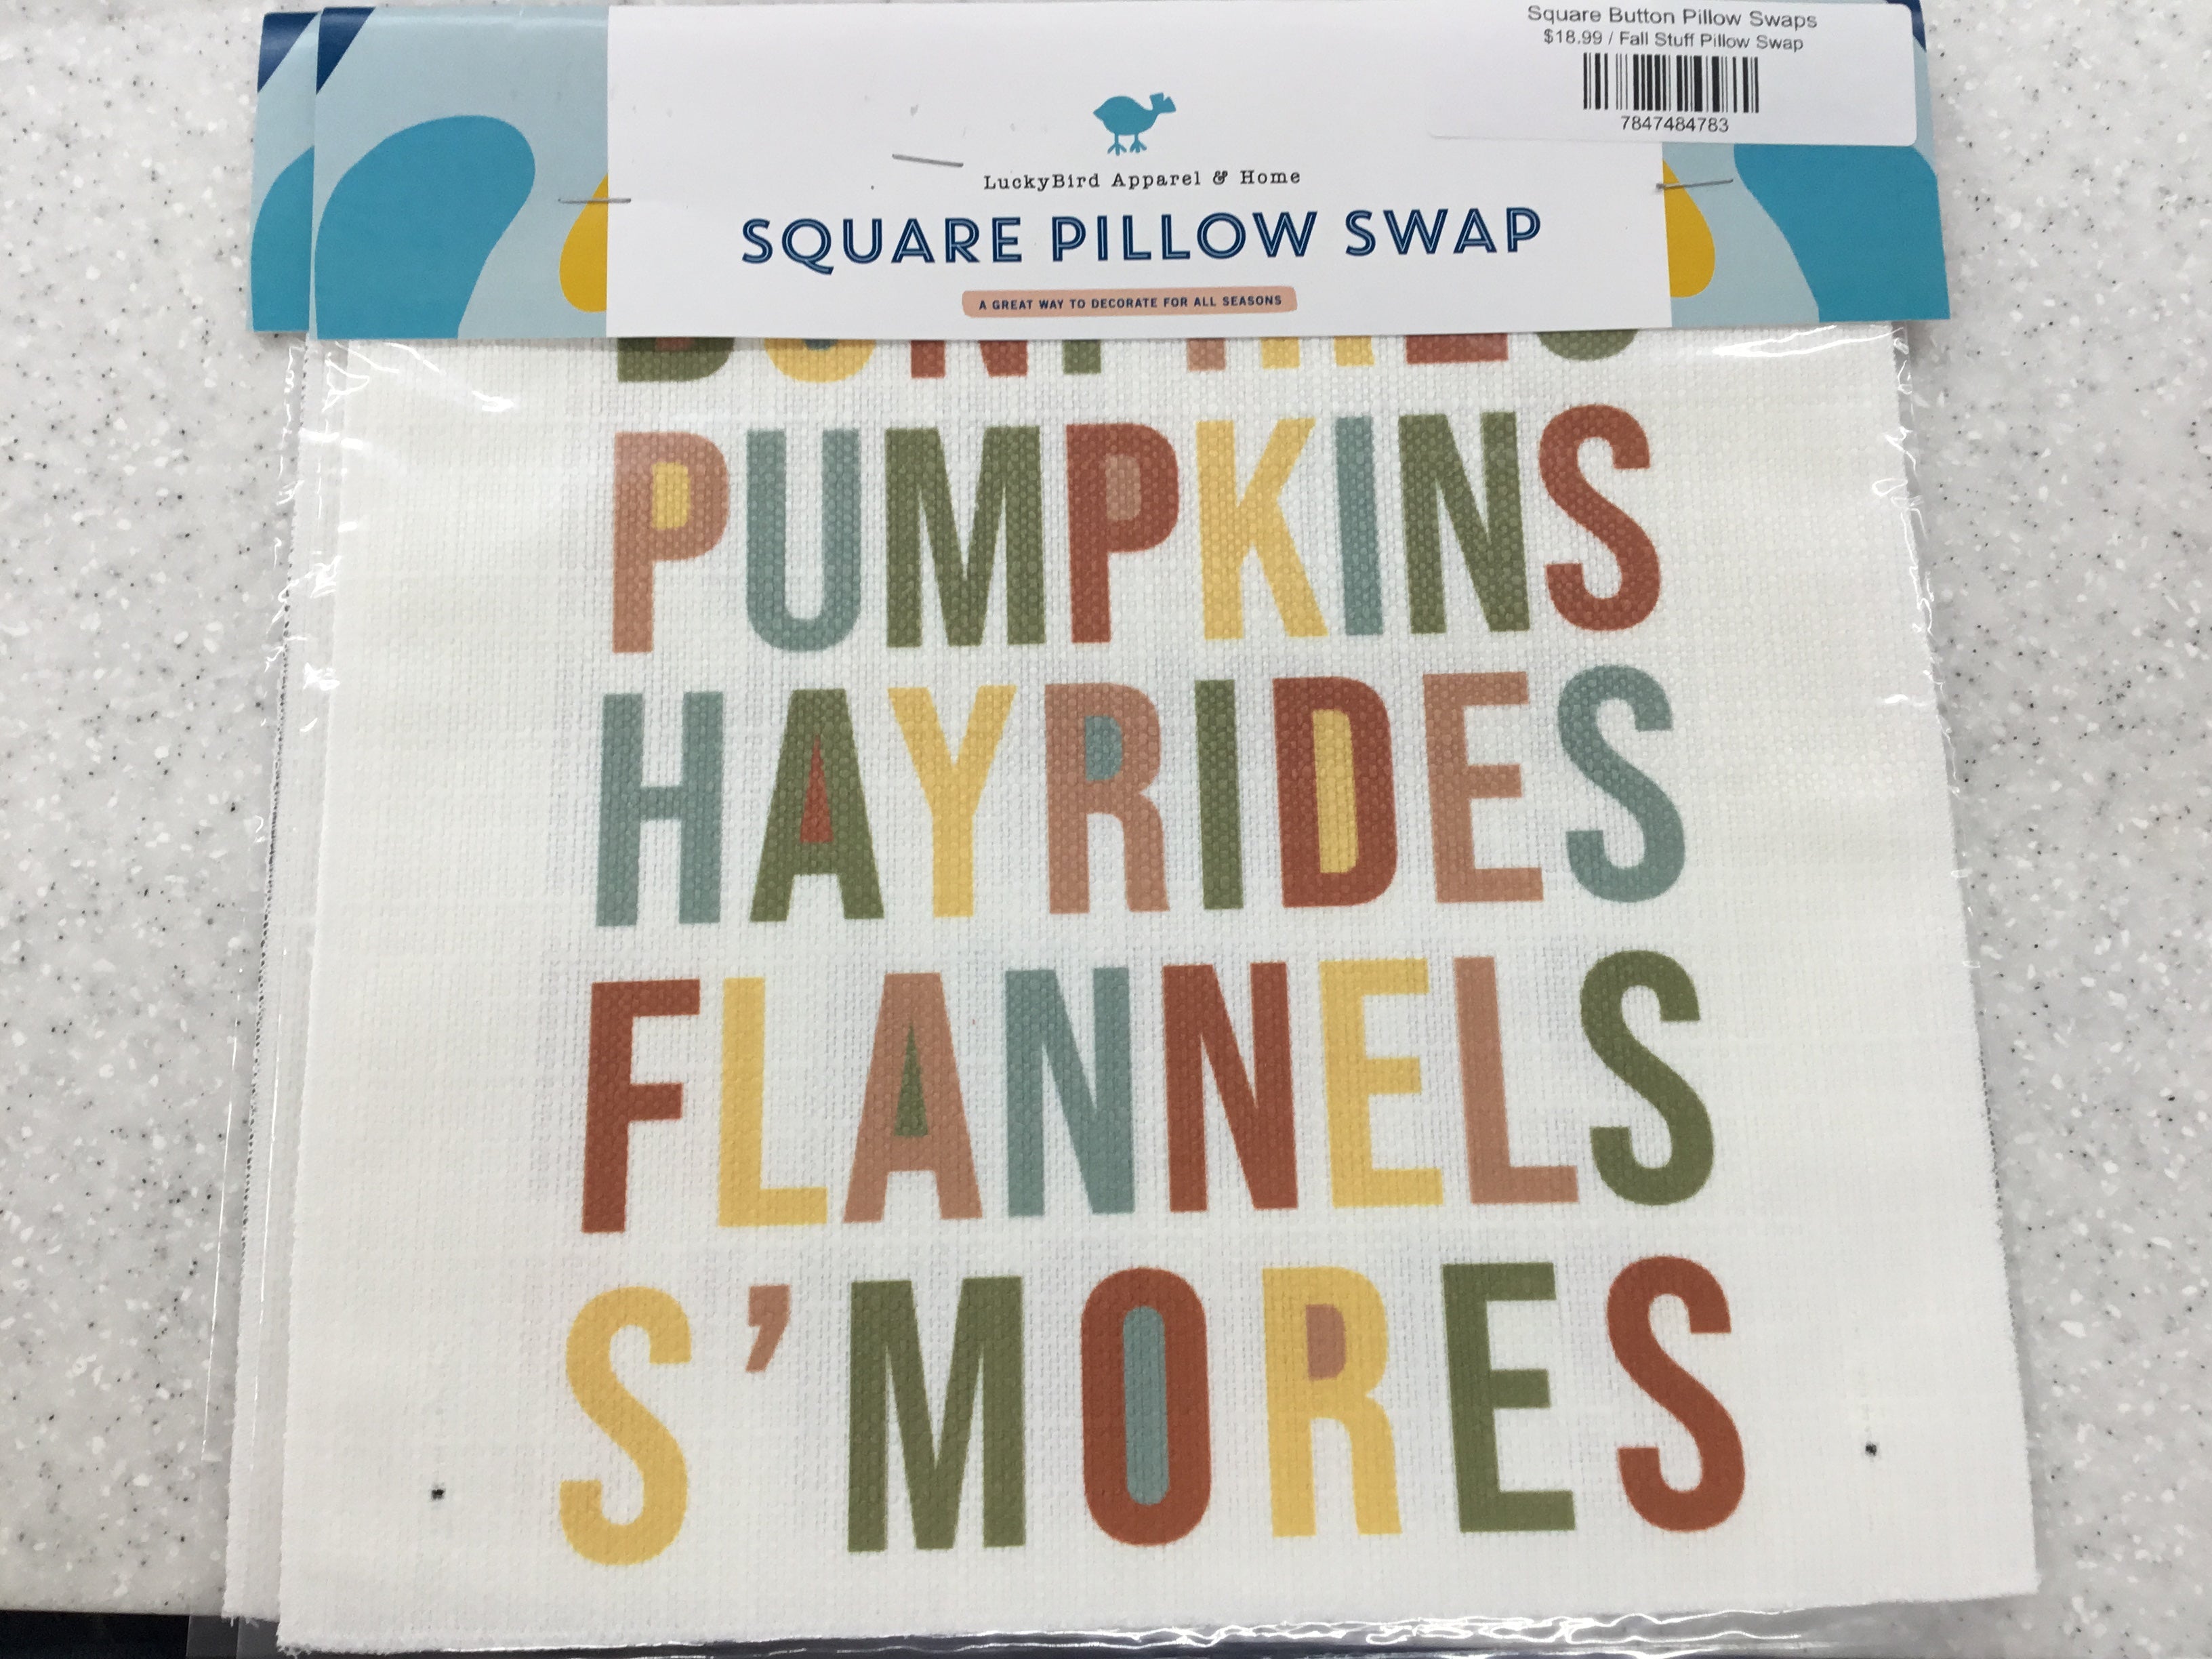 Square Button Pillow Swaps
$18.99 / Fall Stuff Pillow Swap
7847484783
LuckyBird Apparel & Home
SQUARE PILLOW SWAP
A GREAT WAY TO DECORATE FOR ALL SEASONS
BONFIRES
PUMPKINS
HAYRIDES
FLANNELS
S'MORES